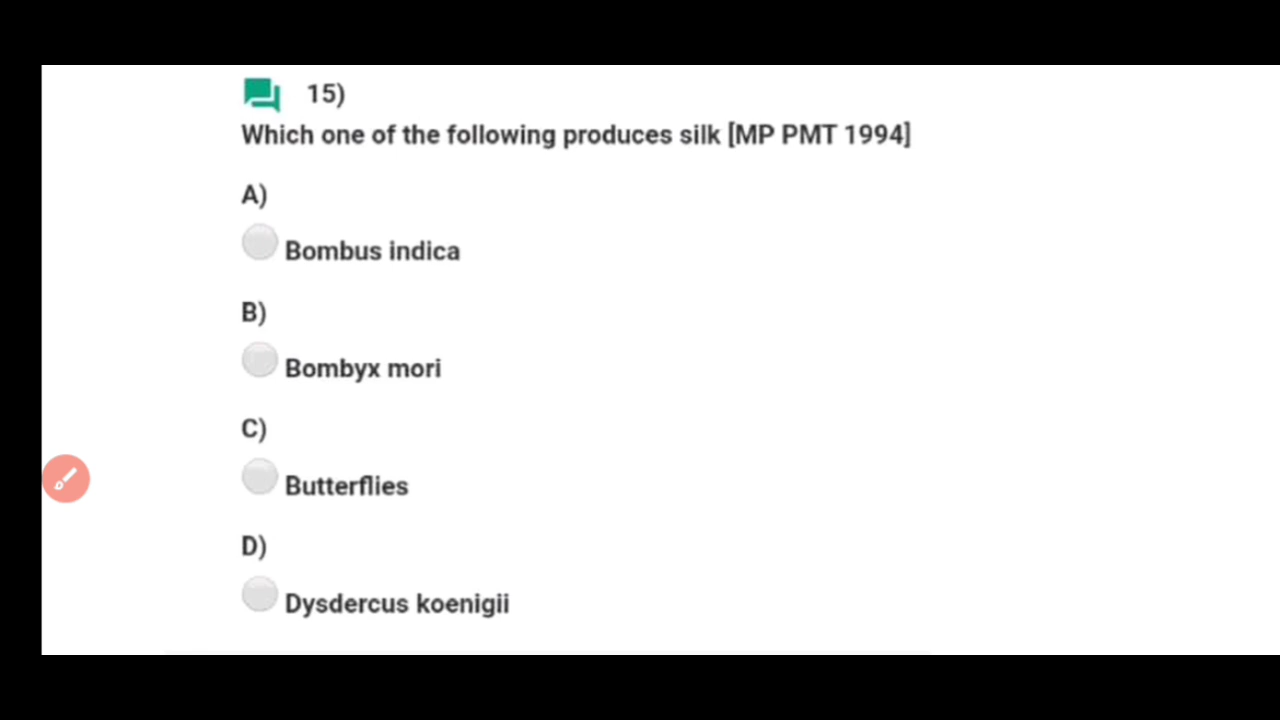 15)
Which one of the following produces silk [MP PMT 1994]
A)
Bombus indica
B)
Bombyx mori
C)
Butterflies
D)
Dysdercus koenigii